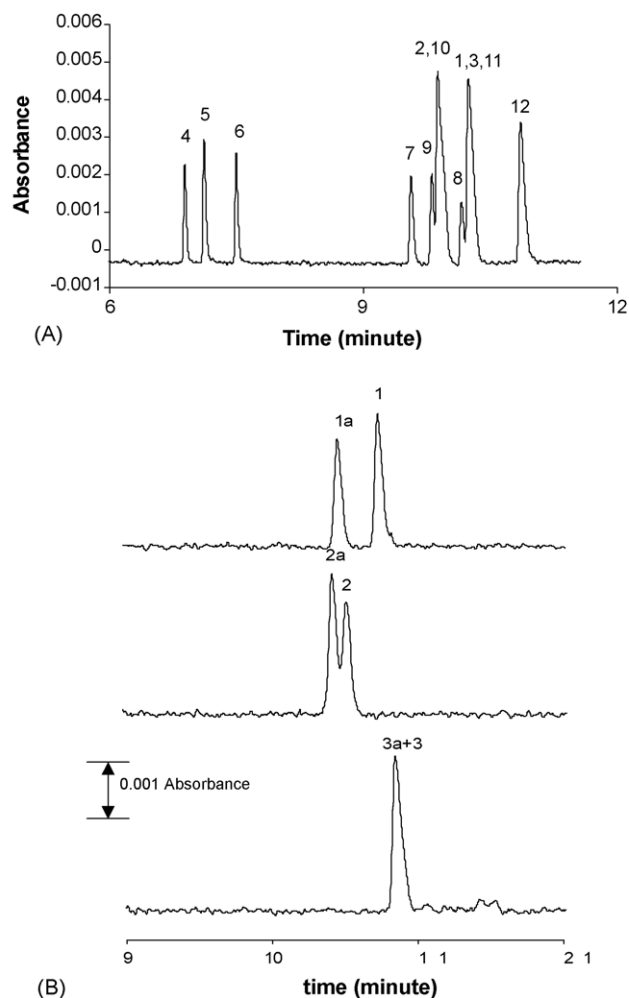 0.006
0.005
0.004
0.003
0.002
0.001
0
-0.001
Absorbance
4
5
6
7
9
2,10
8
1,3,11
12
6
9
12
Time (minute)
(A)
1a
1
2a
2
3a+3
0.001 Absorbance
9
10
1 1
2 1
time (minute)
(B)